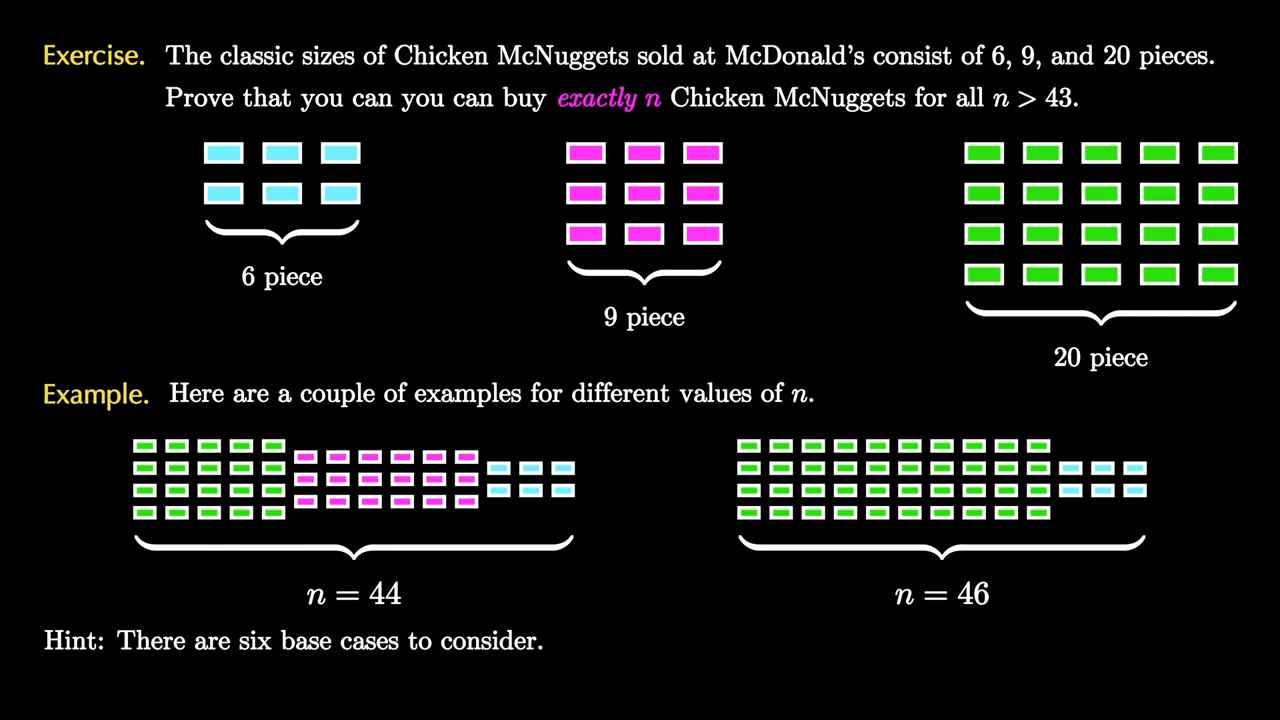 Exercise. The classic sizes of Chicken McNuggets sold at McDonald's consist of 6, 9, and 20 pieces.
Prove that you can you can buy exactly n Chicken McNuggets for all n > 43.
6 piece
9 piece
20 piece
Example. Here are a couple of examples for different values of n.
n = 44
n = 46
Hint: There are six base cases to consider.